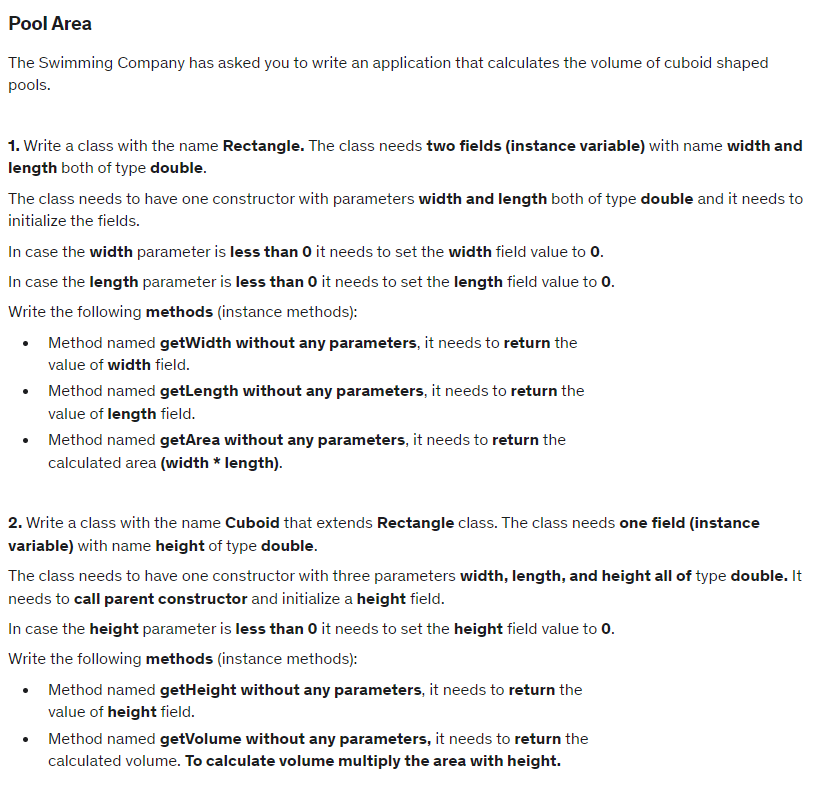 Pool Area
The Swimming Company has asked you to write an application that calculates the volume of cuboid shaped
pools.
1. Write a class with the name Rectangle. The class needs two fields (instance variable) with name width and
length both of type double.
The class needs to have one constructor with parameters width and length both of type double and it needs to
initialize the fields.
In case the width parameter is less than 0 it needs to set the width field value to 0.
In case the length parameter is less than 0 it needs to set the length field value to 0.
Write the following methods (instance methods):
• Method named getWidth without any parameters, it needs to return the
value of width field.
• Method named getLength without any parameters, it needs to return the
value of length field.
• Method named getArea without any parameters, it needs to return the
calculated area (width * length).
2. Write a class with the name Cuboid that extends Rectangle class. The class needs one field (instance
variable) with name height of type double.
The class needs to have one constructor with three parameters width, length, and height all of type double. It
needs to call parent constructor and initialize a height field.
In case the height parameter is less than 0 it needs to set the height field value to 0.
Write the following methods (instance methods):
• Method named getHeight without any parameters, it needs to return the
value of height field.
• Method named getVolume without any parameters, it needs to return the
calculated volume. To calculate volume multiply the area with height.